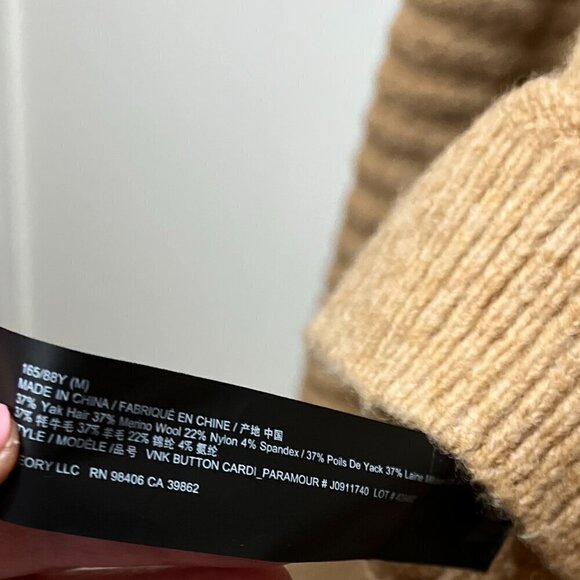 165/88Y (M)
MADE IN CHINA / FABRIQUÉ EN CHINE / 产地 中国
37% Yak Hair 37% Merino Wool 22% Nylon 4% Spandex / 37% Poils De Yack 37% Laine
37% 牦牛毛 37% 羊毛 22% 锦纶 4% 氨纶
TYLE / MODÈLE / 品号 VNK BUTTON CARDI_PARAMOUR # J0911740 LOT #
EORY LLC RN 98406 CA 39862